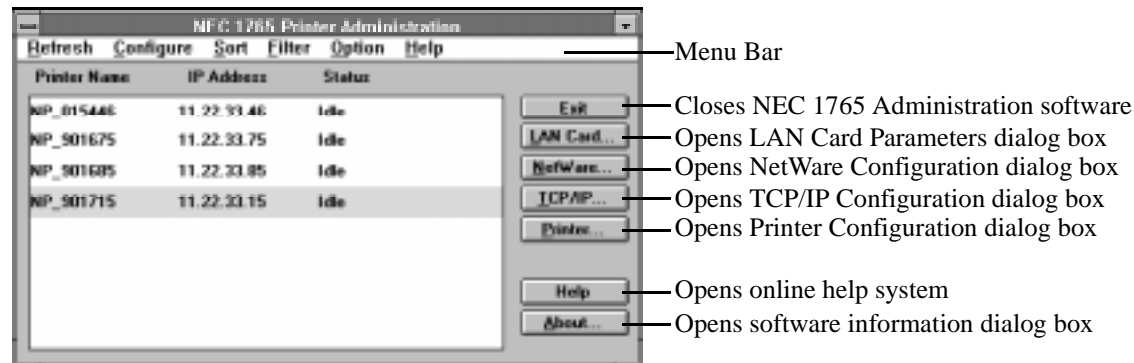 NEC 1765 Printer Administration
Refresh Configure Sort Filter Option Help
Menu Bar
Printer Name IP Address Status
NP_015446 11.22.33.46 Idle
NP_901675 11.22.33.75 Idle
NP_901685 11.22.33.85 Idle
NP_901715 11.22.33.15 Idle
Exit
Closes NEC 1765 Administration software
LAN Card...
Opens LAN Card Parameters dialog box
NetWare...
Opens NetWare Configuration dialog box
TCP/IP...
Opens TCP/IP Configuration dialog box
Printer...
Opens Printer Configuration dialog box
Help
Opens online help system
About...
Opens software information dialog box